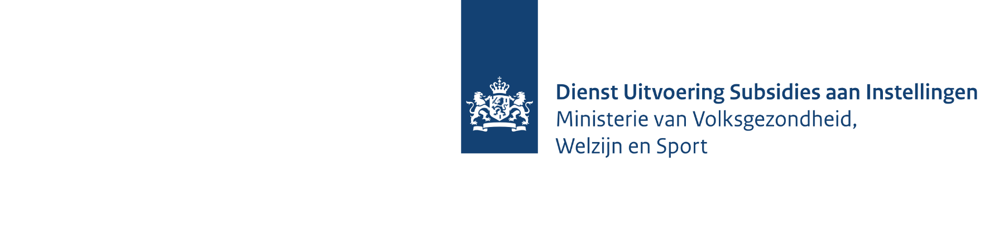 Dienst Uitvoering Subsidies aan Instellingen
Ministerie van Volksgezondheid,
Welzijn en Sport